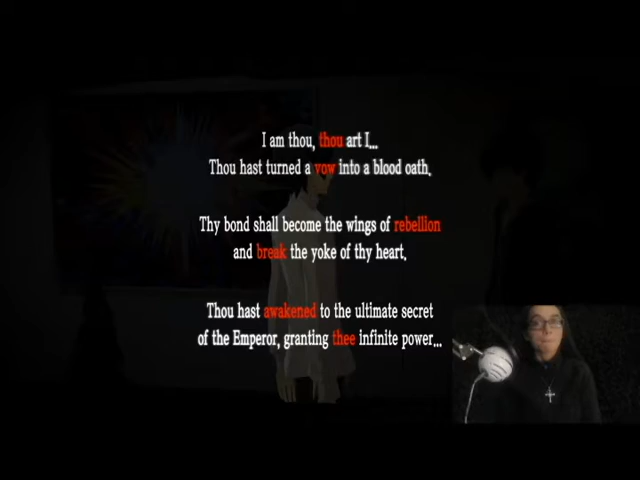 I am thou, thou art I...
Thou hast turned a vow into a blood oath.
Thy bond shall become the wings of rebellion
and break the yoke of thy heart.
Thou hast awakened to the ultimate secret
of the Emperor, granting thee infinite power...